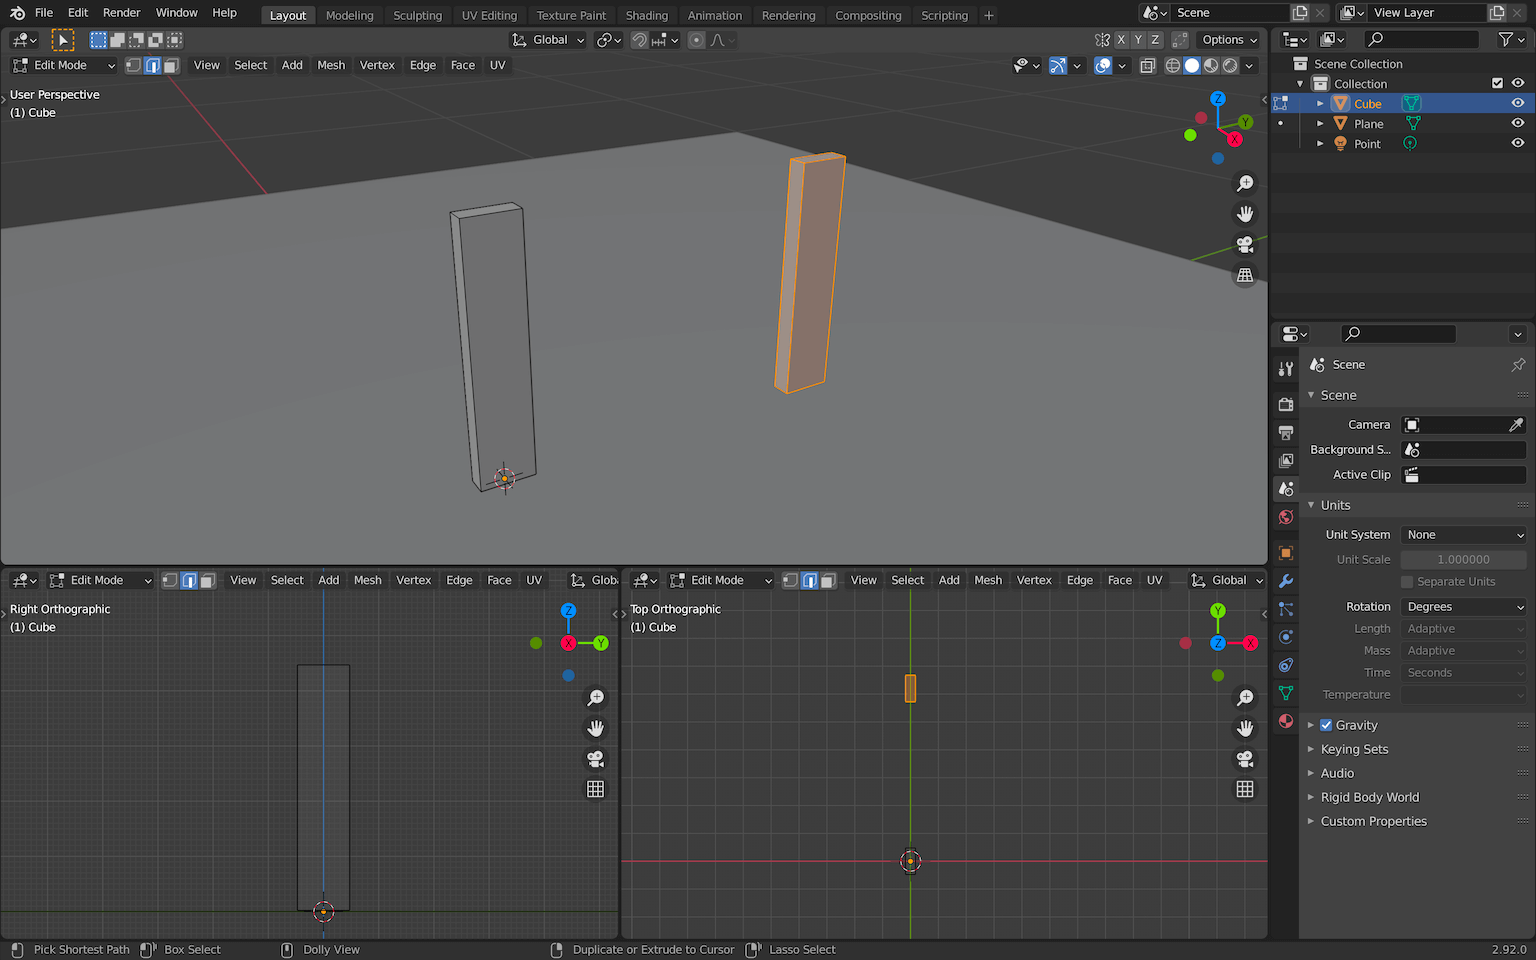 File Edit Render Window Help Layout Modeling Sculpting UV Editing Texture Paint Shading Animation Rendering Compositing Scripting + Scene View Layer
Global X Y Z Options
Edit Mode View Select Add Mesh Vertex Edge Face UV
User Perspective
(1) Cube
Z
Y
X
Scene Collection
Collection
Cube
Plane
Point
Scene
Scene
Camera
Background S...
Active Clip
Units
Unit System None
Unit Scale 1.000000
Separate Units
Rotation Degrees
Length Adaptive
Mass Adaptive
Time Seconds
Temperature
Gravity
Keying Sets
Audio
Rigid Body World
Custom Properties
Edit Mode View Select Add Mesh Vertex Edge Face UV Globa
Right Orthographic
(1) Cube
Z
X Y
Edit Mode View Select Add Mesh Vertex Edge Face UV Global
Top Orthographic
(1) Cube
Y
Z X
Pick Shortest Path Box Select Dolly View Duplicate or Extrude to Cursor Lasso Select 2.92.0